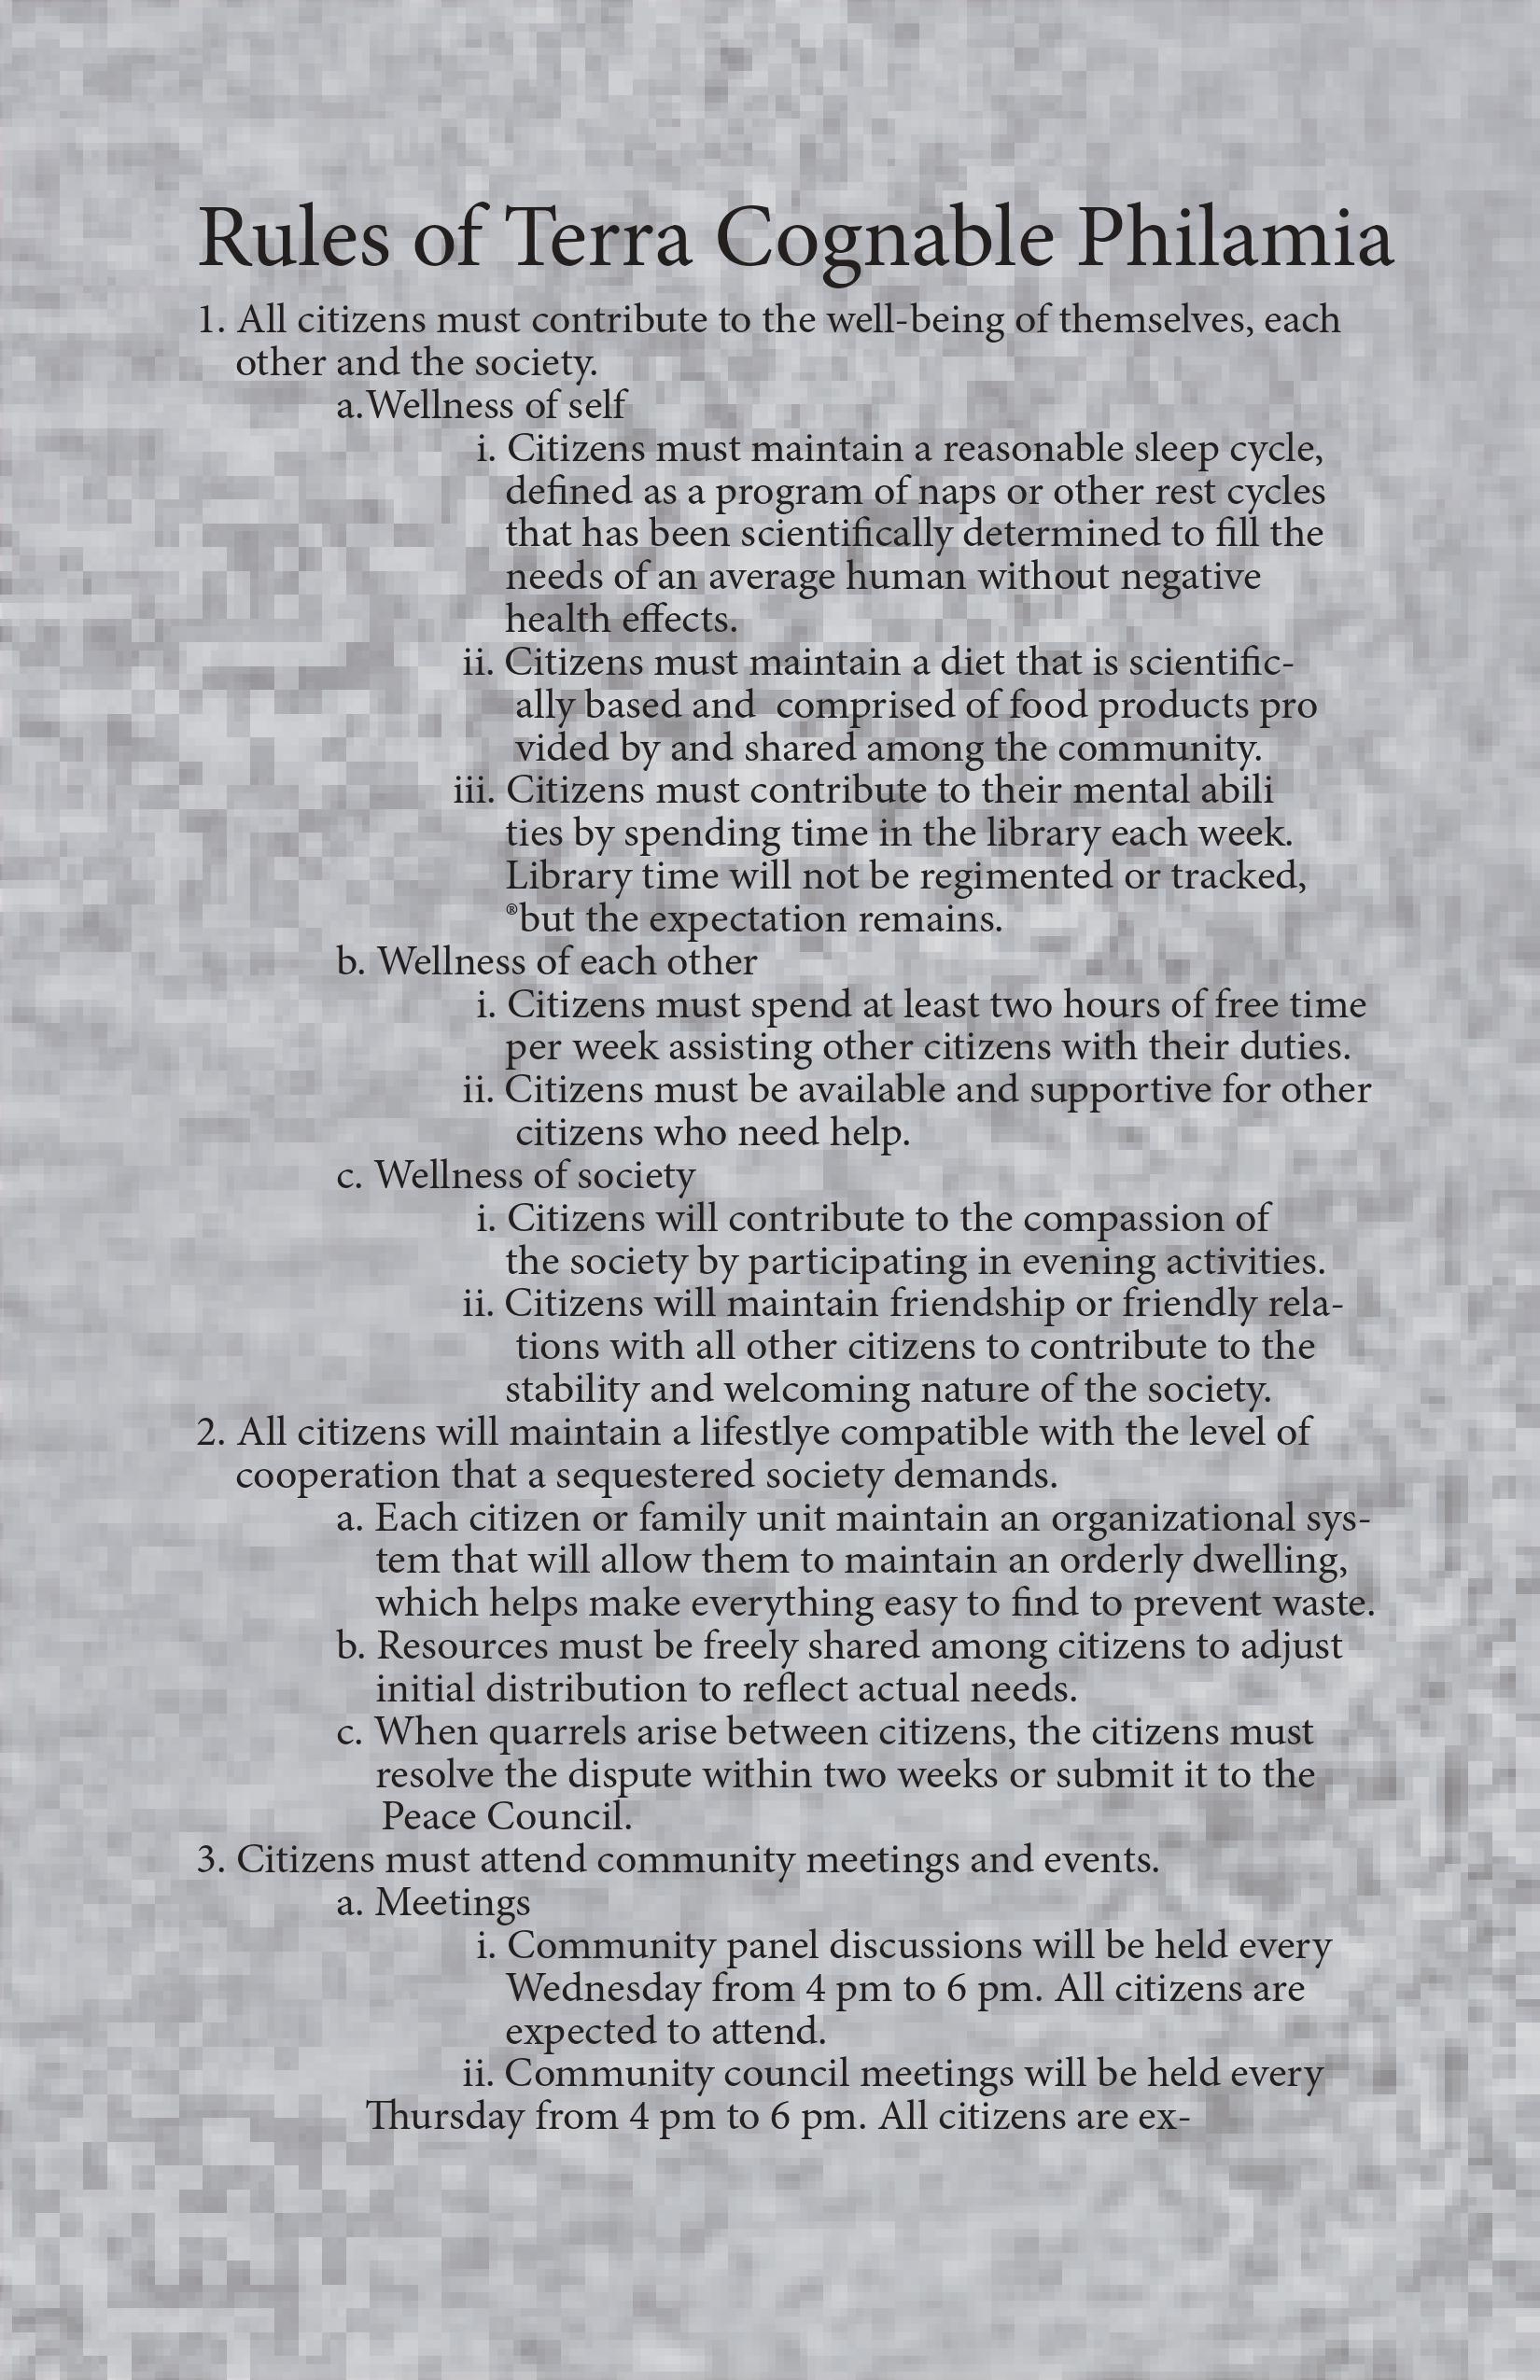 Rules of Terra Cognable Philamia
1. All citizens must contribute to the well-being of themselves, each
other and the society.
a.Wellness of self
i. Citizens must maintain a reasonable sleep cycle,
defined as a program of naps or other rest cycles
that has been scientifically determined to fill the
needs of an average human without negative
health effects.
ii. Citizens must maintain a diet that is scientific-
ally based and  comprised of food products pro
vided by and shared among the community.
iii. Citizens must contribute to their mental abili
ties by spending time in the library each week.
Library time will not be regimented or tracked,
®but the expectation remains.
b. Wellness of each other
i. Citizens must spend at least two hours of free time
per week assisting other citizens with their duties.
ii. Citizens must be available and supportive for other
citizens who need help.
c. Wellness of society
i. Citizens will contribute to the compassion of
the society by participating in evening activities.
ii. Citizens will maintain friendship or friendly rela-
tions with all other citizens to contribute to the
stability and welcoming nature of the society.
2. All citizens will maintain a lifestlye compatible with the level of
cooperation that a sequestered society demands.
a. Each citizen or family unit maintain an organizational sys-
tem that will allow them to maintain an orderly dwelling,
which helps make everything easy to find to prevent waste.
b. Resources must be freely shared among citizens to adjust
initial distribution to reflect actual needs.
c. When quarrels arise between citizens, the citizens must
resolve the dispute within two weeks or submit it to the
Peace Council.
3. Citizens must attend community meetings and events.
a. Meetings
i. Community panel discussions will be held every
Wednesday from 4 pm to 6 pm. All citizens are
expected to attend.
ii. Community council meetings will be held every
Thursday from 4 pm to 6 pm. All citizens are ex-